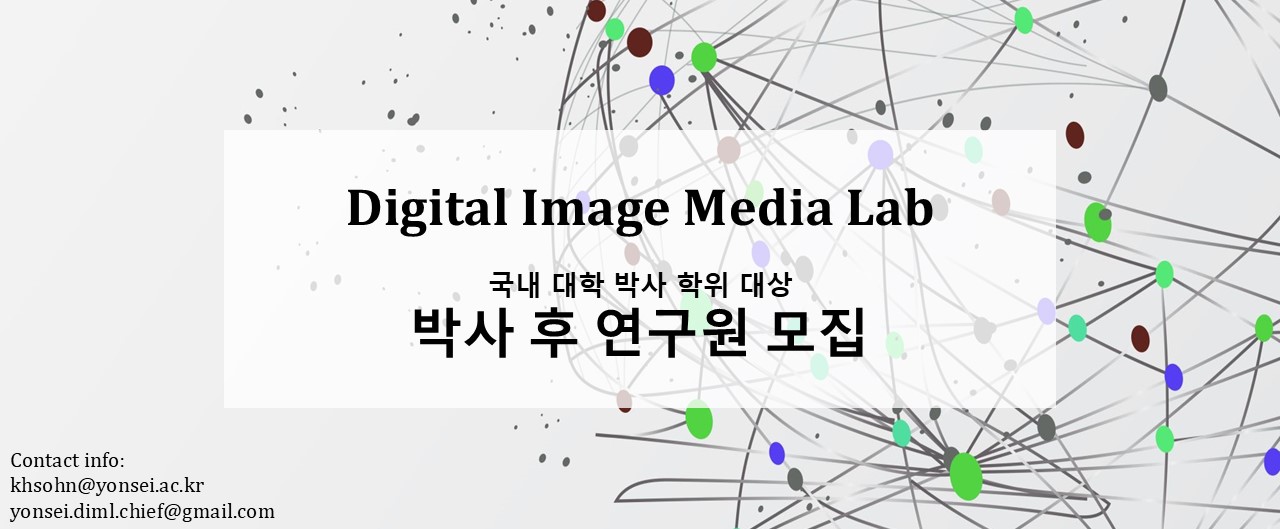 Digital Image Media Lab
국내 대학 박사 학위 대상
박사 후 연구원 모집
Contact info:
khsohn@yonsei.ac.kr
yonsei.diml.chief@gmail.com